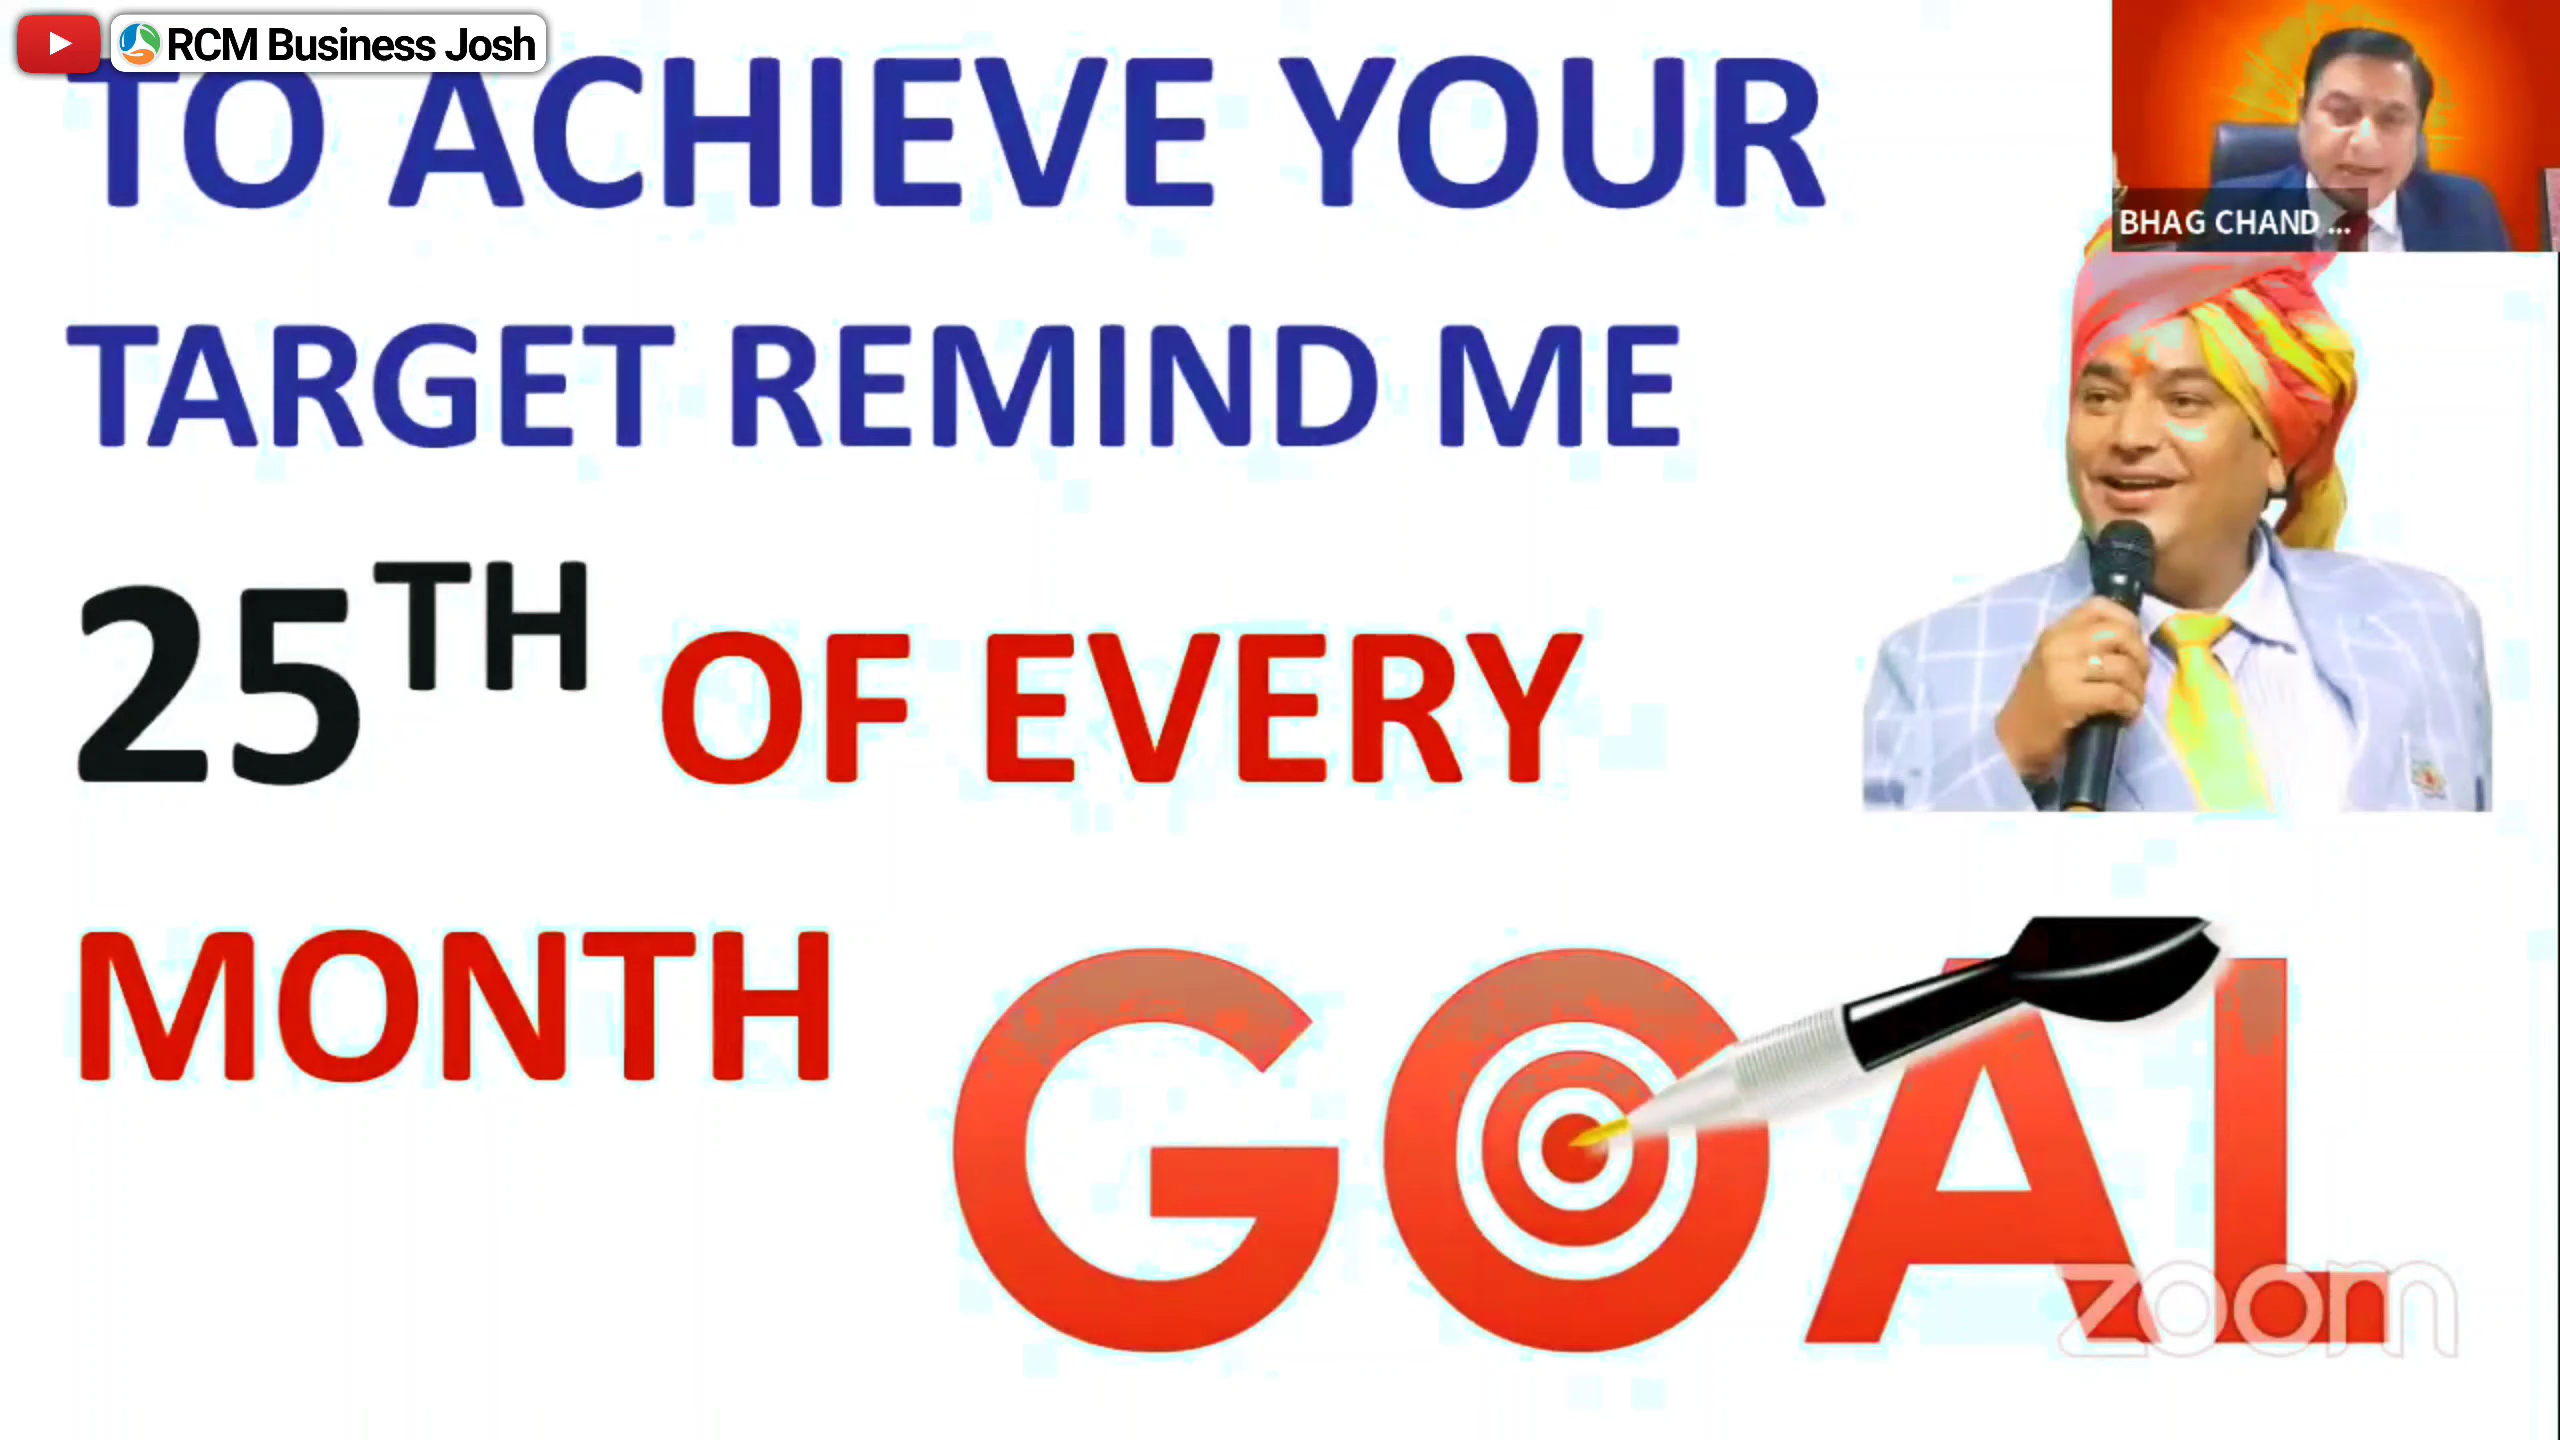 RCM Business Josh
TO ACHIEVE YOUR
TARGET REMIND ME
25TH OF EVERY
MONTH
GOAL
BHAG CHAND ...
zoom